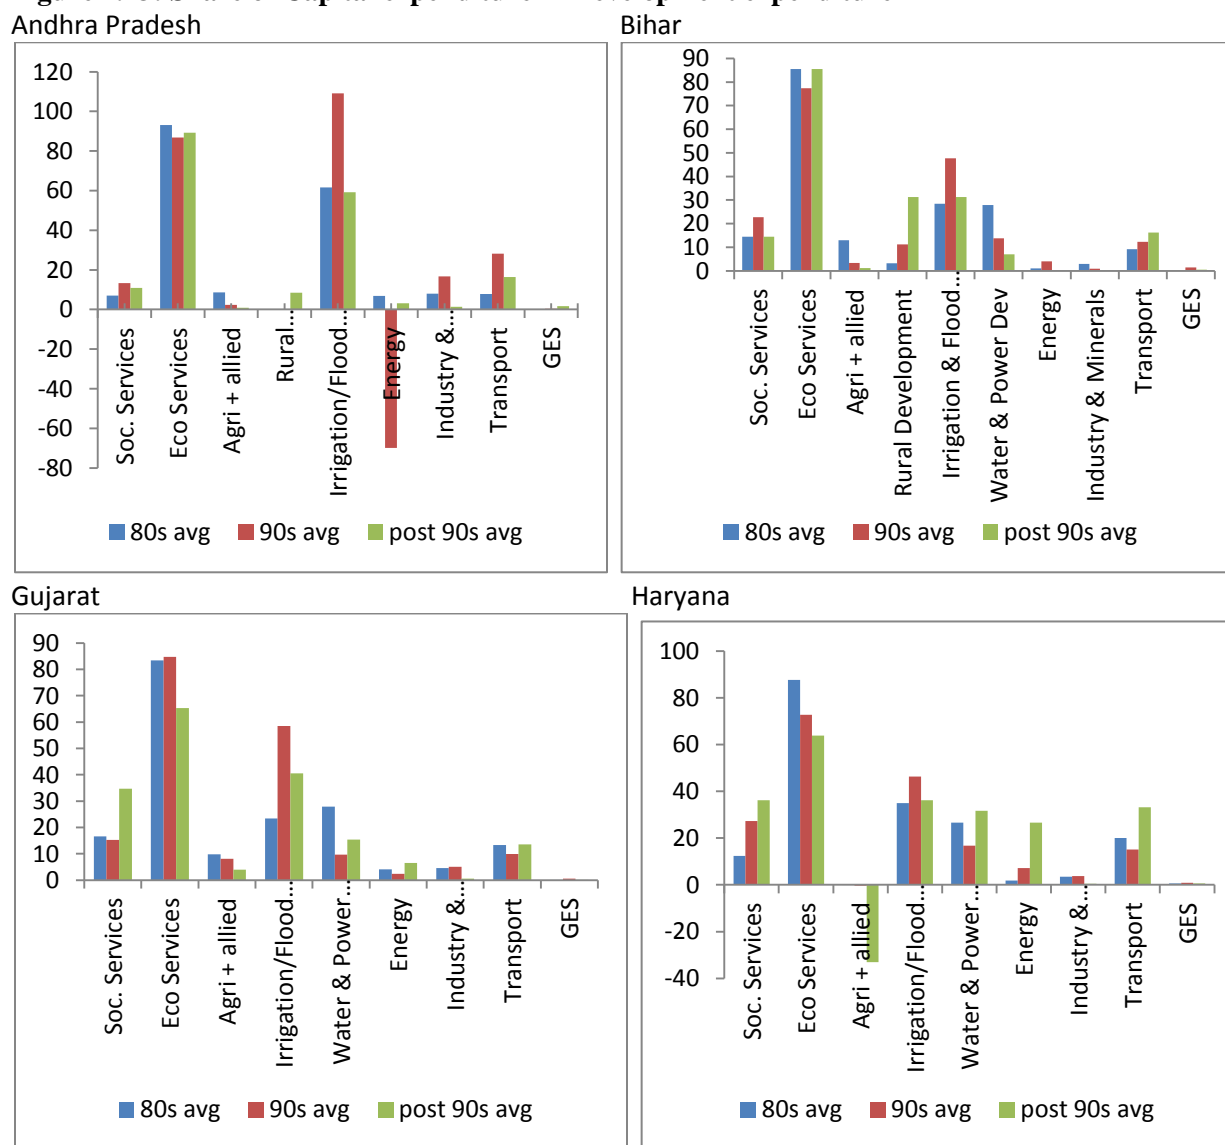 Andhra Pradesh
120
100
80
60
40
20
0
-20
-40
-60
-80
Soc. Services
Eco Services
Agri + allied
Rural…
Irrigation/Flood…
Energy
Industry &…
Transport
GES
80s avg 90s avg post 90s avg
Bihar
90
80
70
60
50
40
30
20
10
0
Soc. Services
Eco Services
Agri + allied
Rural Development
Irrigation & Flood…
Water & Power Dev
Energy
Industry & Minerals
Transport
GES
80s avg 90s avg post 90s avg
Gujarat
90
80
70
60
50
40
30
20
10
0
Soc. Services
Eco Services
Agri + allied
Irrigation/Flood…
Water & Power…
Energy
Industry &…
Transport
GES
80s avg 90s avg post 90s avg
Haryana
100
80
60
40
20
0
-20
-40
Soc. Services
Eco Services
Agri + allied
Irrigation/Flood…
Water & Power…
Energy
Industry &…
Transport
GES
80s avg 90s avg post 90s avg